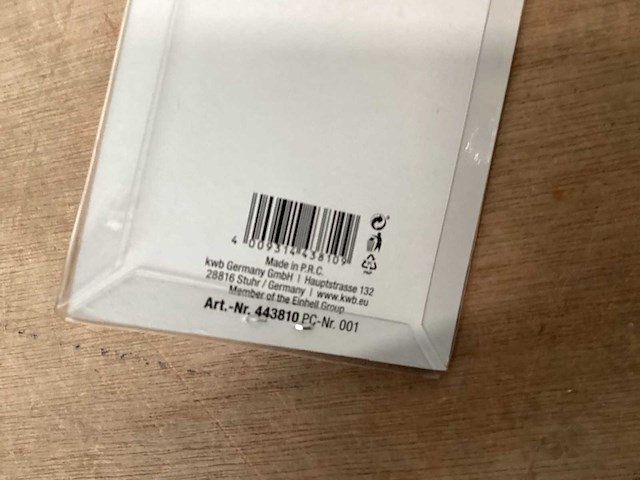 4 009314 438109
Made in P.R.C.
kwb Germany GmbH | Hauptstrasse 132
28816 Stuhr / Germany | www.kwb.eu
Member of the Einhell Group
Art.-Nr. 443810 PC-Nr. 001